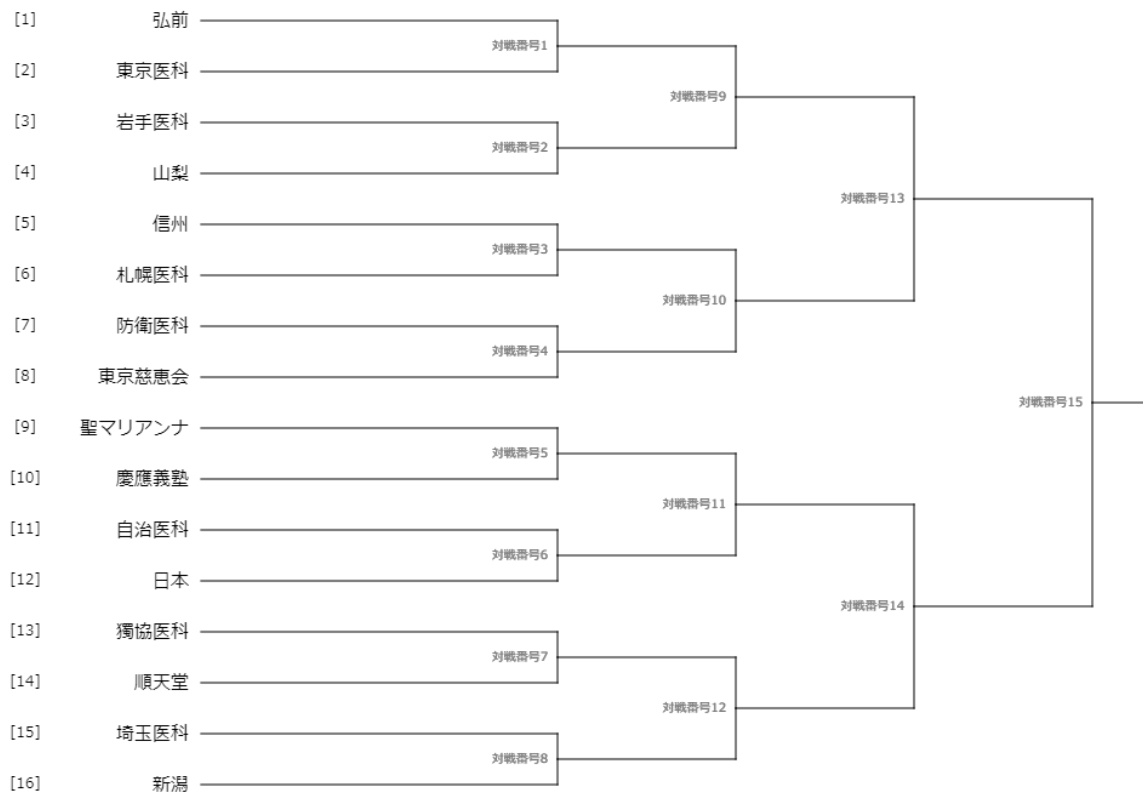 [1] 弘前
対戦番号1
[2] 東京医科
対戦番号9
[3] 岩手医科
対戦番号2
[4] 山梨
対戦番号13
[5] 信州
対戦番号3
[6] 札幌医科
対戦番号10
[7] 防衛医科
対戦番号4
[8] 東京慈恵会
対戦番号15
[9] 聖マリアンナ
対戦番号5
[10] 慶應義塾
対戦番号11
[11] 自治医科
対戦番号6
[12] 日本
対戦番号14
[13] 獨協医科
対戦番号7
[14] 順天堂
対戦番号12
[15] 埼玉医科
対戦番号8
[16] 新潟